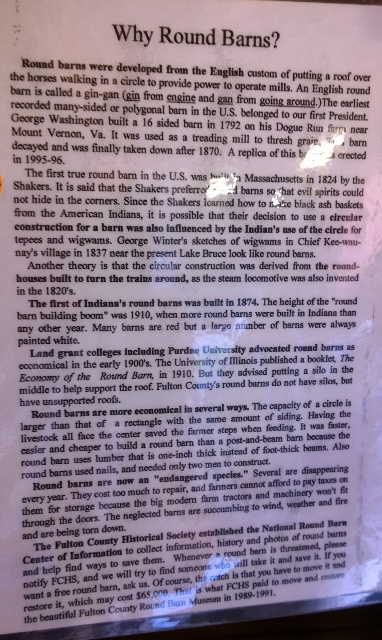 Why Round Barns?
Round barns were developed from the English custom of putting a roof over
the horses walking in a circle to provide power to operate mills. An English round
barn is called a gin-gan (gin from engine and gan from going around.)The earliest
recorded many-sided or polygonal barn in the U.S. belonged to our first President.
George Washington built a 16 sided barn in 1792 on his Dogue Run farm near
Mount Vernon, Va. It was used as a treading mill to thresh grain. barn
decayed and was finally taken down after 1870. A replica of this erected
in 1995-96.
The first true round barn in the U.S. was built in Massachusetts in 1824 by the
Shakers. It is said that the Shakers preferred barns so that evil spirits could
not hide in the corners. Since the Shakers learned how to make black ash baskets
from the American Indians, it is possible that their decision to use a circular
construction for a barn was also influenced by the Indian's use of the circle for
tepees and wigwams. George Winter's sketches of wigwams in Chief Kee-wau-
nay's village in 1837 near the present Lake Bruce look like round barns.
Another theory is that the circular construction was derived from the round-
houses built to turn the trains around, as the steam locomotive was also invented
in the 1820's.
The first of Indiana's round barns was built in 1874. The height of the "round
barn building boom" was 1910, when more round barns were built in Indiana than
any other year. Many barns are red but a large number of barns were always
painted white.
Land grant colleges including Purdue University advocated round barns as
economical in the early 1900's. The University of Illinois published a booklet, The
Economy of the Round Barn, in 1910. But they advised putting a silo in the
middle to help support the roof. Fulton County's round barns do not have silos, but
have unsupported roofs.
Round barns are more economical in several ways. The capacity of a circle is
larger than that of a rectangle with the same amount of siding. Having the
livestock all face the center saved the farmer steps when feeding. It was faster,
easier and cheaper to build a round barn than a post-and-beam barn because the
round barn uses lumber that is one-inch thick instead of foot-thick beams. Also
round barns used nails, and needed only two men to construct.
Round barns are now an "endangered species." Several are disappearing
every year. They cost too much to repair, and farmers cannot afford to pay taxes on
them for storage because the big modern farm tractors and machinery won't fit
through the doors. The neglected barns are succumbing to wind, weather and fire
and are being torn down.
The Fulton County Historical Society established the National Round Barn
Center of Information to collect information, history and photos of round barns
and help find ways to save them. Whenever a round barn is threatened, please
notify FCHS, and we will try to find someone who will take it and save it. If you
want a free round barn, ask us. Of course, the catch is that you have to move it and
restore it, which may cost $65,000. That is what FCHS paid to move and restore
the beautiful Fulton County Round Barn Museum in 1989-1991.